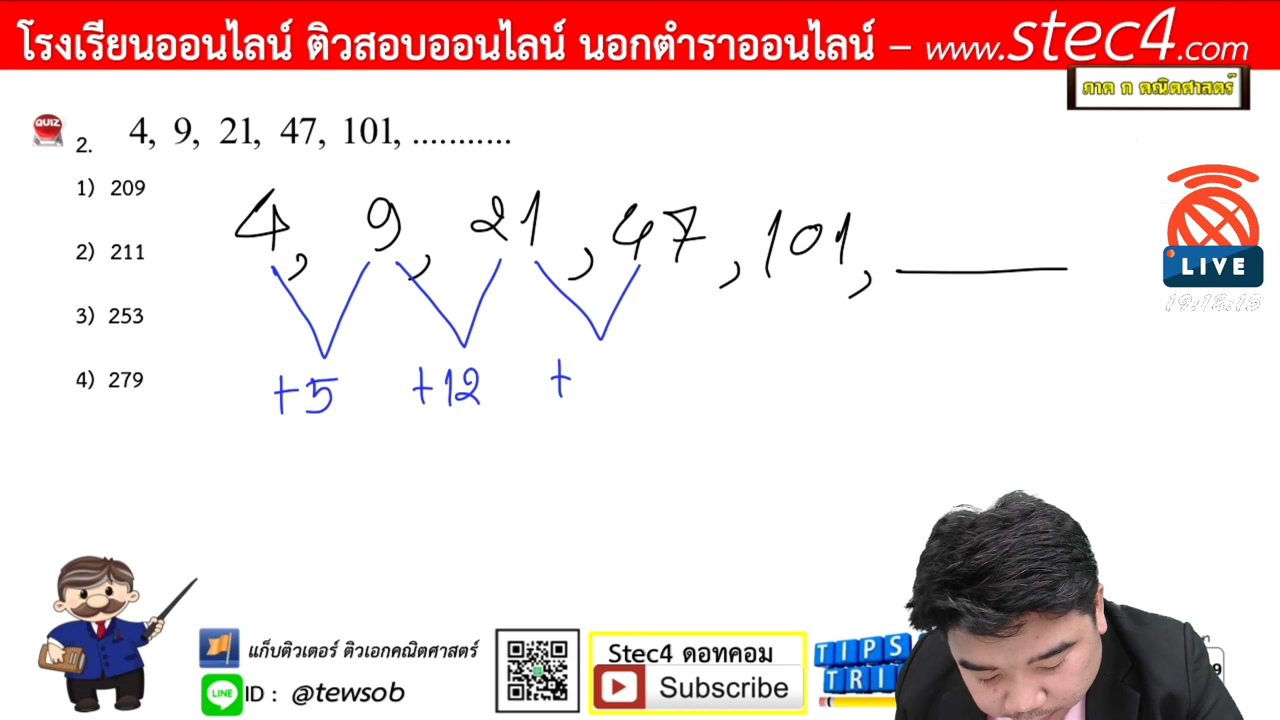 โรงเรียนออนไลน์ ติวสอบออนไลน์ นอกตำราออนไลน์ – www.stec4.com
ภาค ก คณิตศาสตร์
QUIZ
2. 4, 9, 21, 47, 101, ...........
1) 209
2) 211
3) 253
4) 279
4, 9, 21, 47, 101, ______
+5 +12 +
LIVE
19:12:15
แก็บติวเตอร์ ติวเอกคณิตศาสตร์
LINE ID : @tewsob
Stec4 ดอทคอม
Subscribe
TIPS
TRI